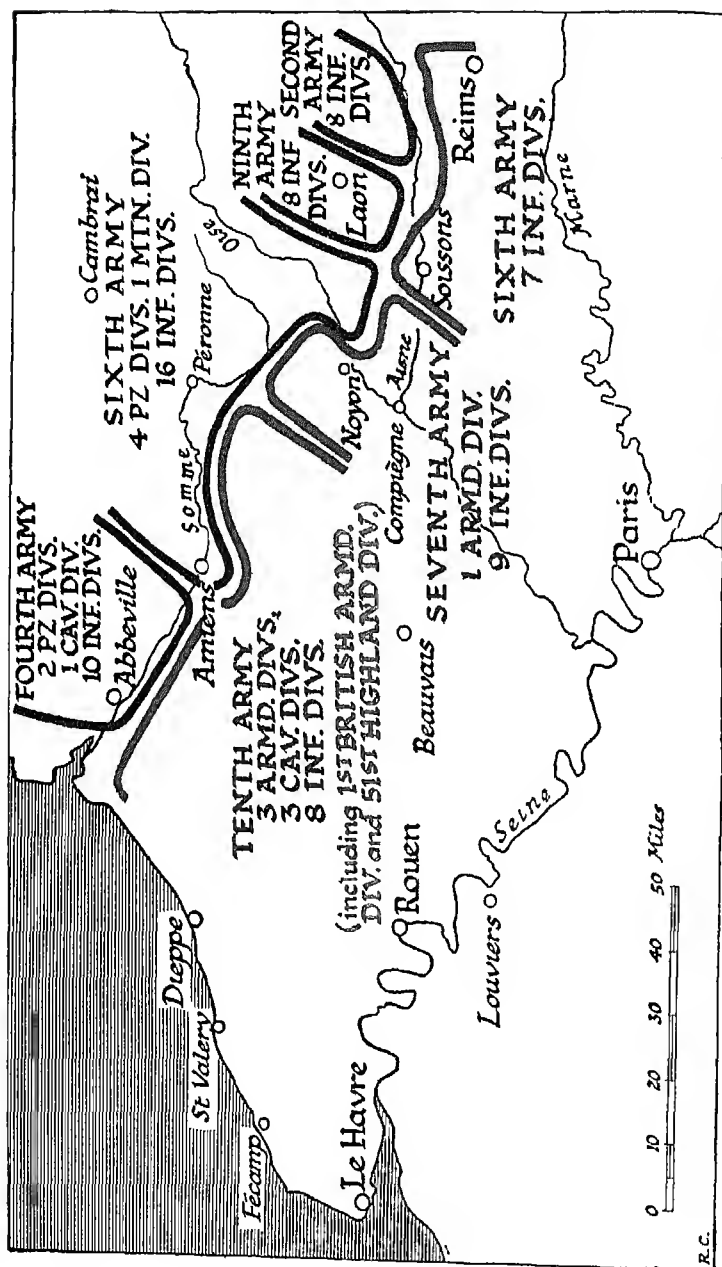 FOURTH ARMY
2 PZ DIVS.
1 CAV. DIV.
10 INF. DIVS.
Abbeville
Somme
Amiens
Péronne
Cambrai
SIXTH ARMY
4 PZ DIVS. 1 MTN. DIV.
16 INF. DIVS.
Oise
NINTH
ARMY
8 INF
DIVS.
Laon
SECOND
ARMY
8 INF.
DIVS.
Dieppe
St Valery
Fécamp
Le Havre
TENTH ARMY
3 ARMD. DIVS.
3 CAV. DIVS.
8 INF. DIVS.
(including 1ST BRITISH ARMD.
DIV. and 51ST HIGHLAND DIV.)
Noyon
Aisne
Soissons
Reims
Rouen
Beauvais
Compiègne
SEVENTH ARMY
1 ARMD. DIV.
9 INF. DIVS.
SIXTH ARMY
7 INF. DIVS.
Marne
Louviers
Seine
Paris
0 10 20 30 40 50 Miles
R.C.